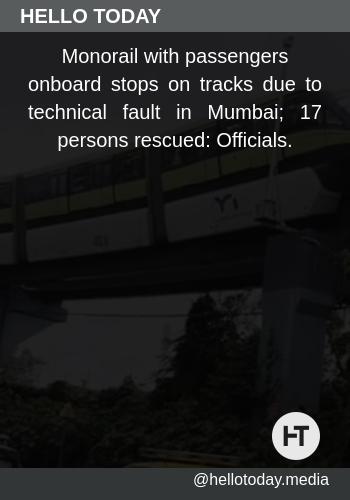 HELLO TODAY
Monorail with passengers
onboard stops on tracks due to
technical fault in Mumbai; 17
persons rescued: Officials.
HT
@hellotoday.media